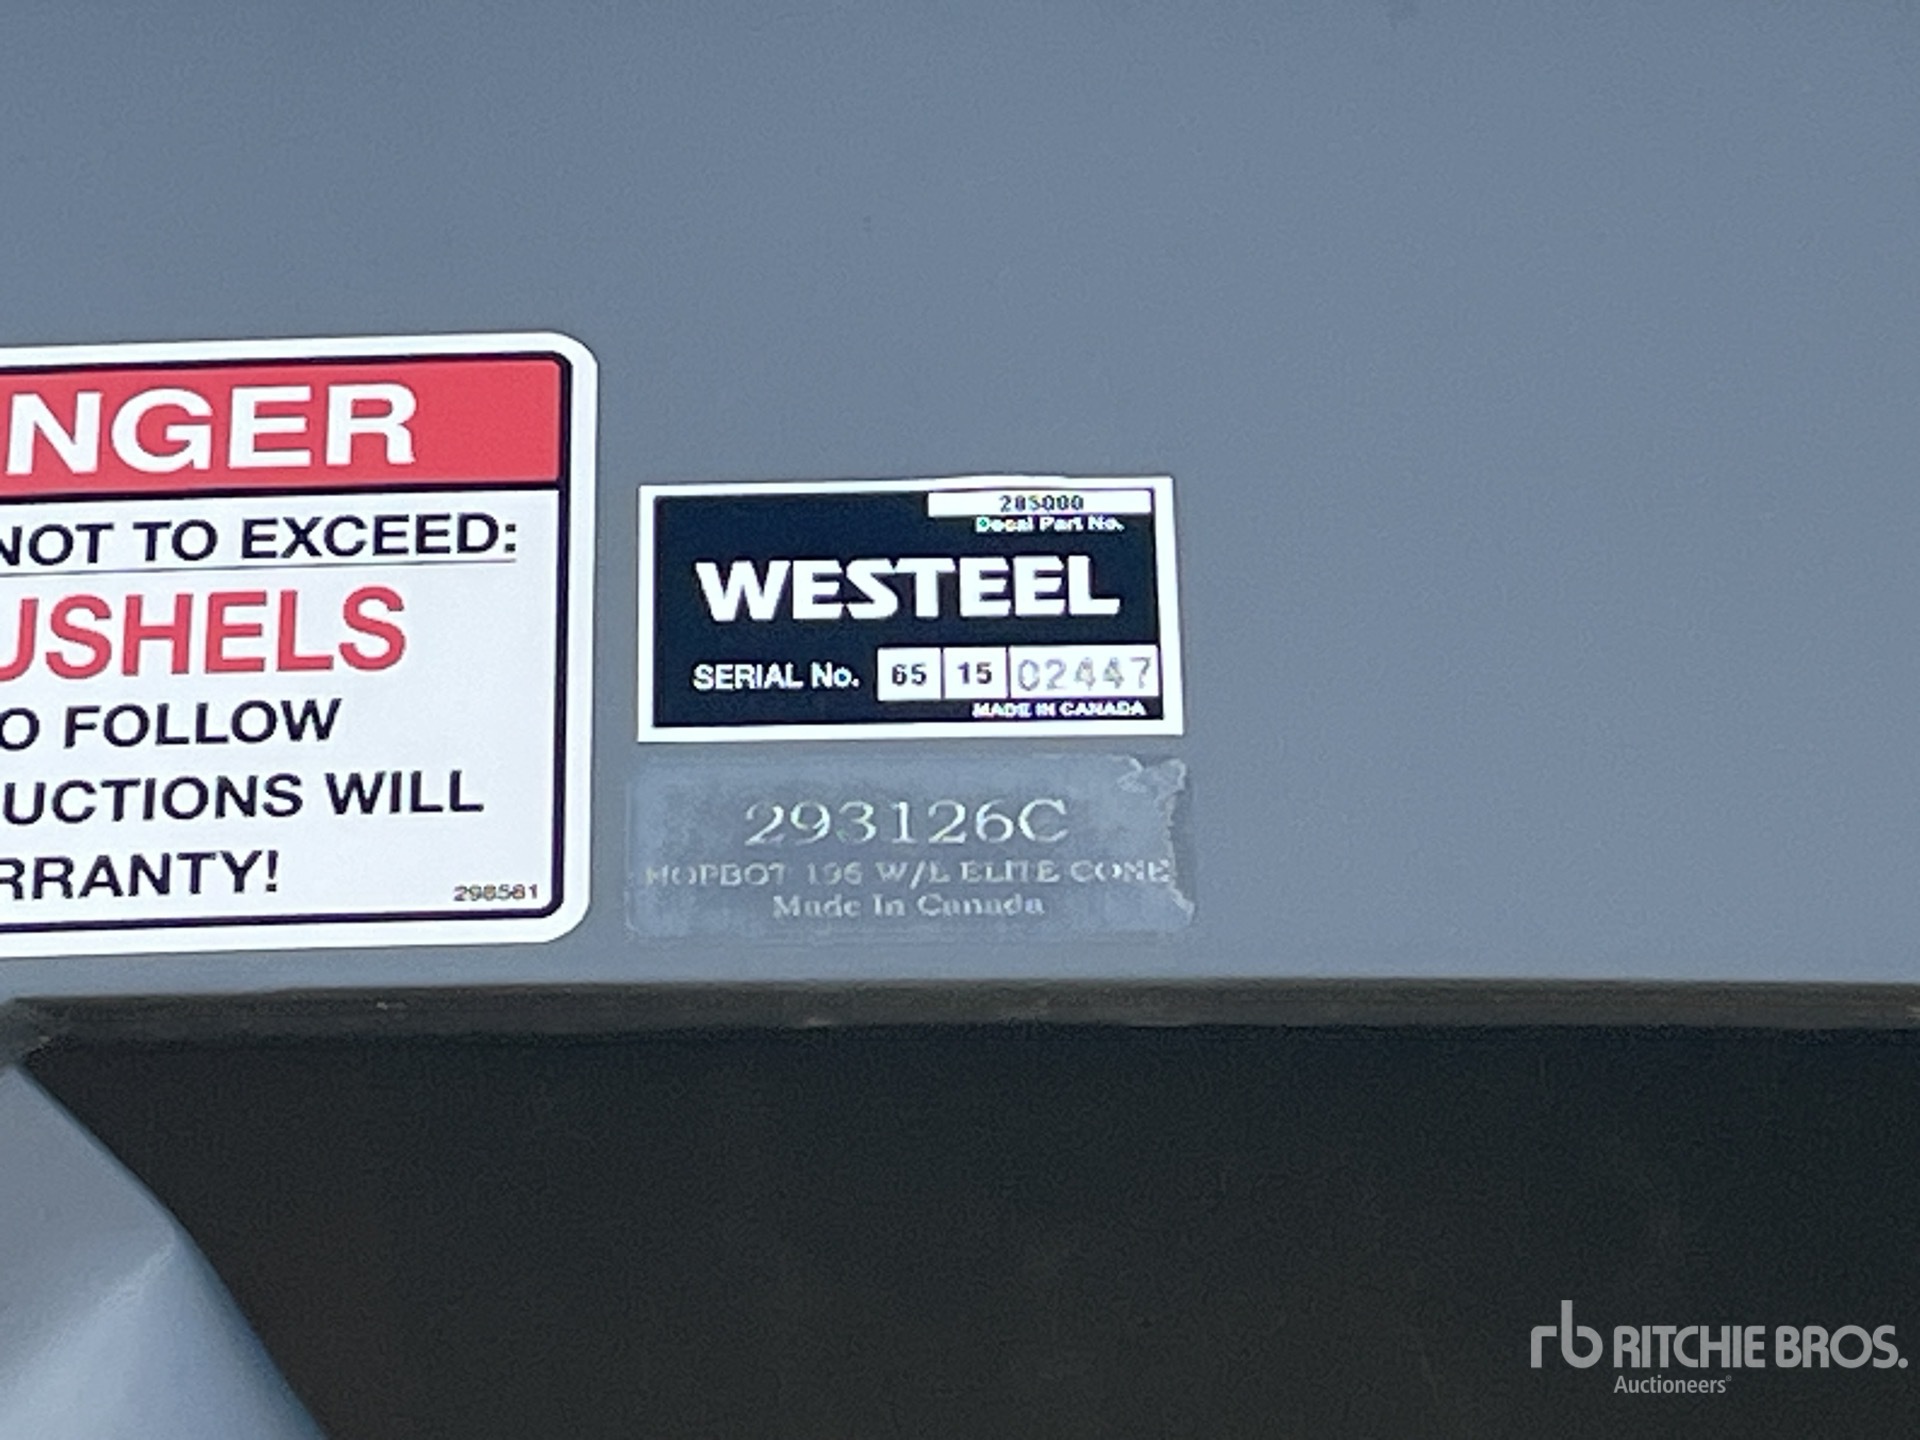 NGER
NOT TO EXCEED:
USHELS
O FOLLOW
UCTIONS WILL
RRANTY!
298581
285000
Decal Part No.
WESTEEL
SERIAL No. 65 15 02447
MADE IN CANADA
293126C
HOPBOT 196 W/L ELITE CONE
Made In Canada
rb RITCHIE BROS.
Auctioneers